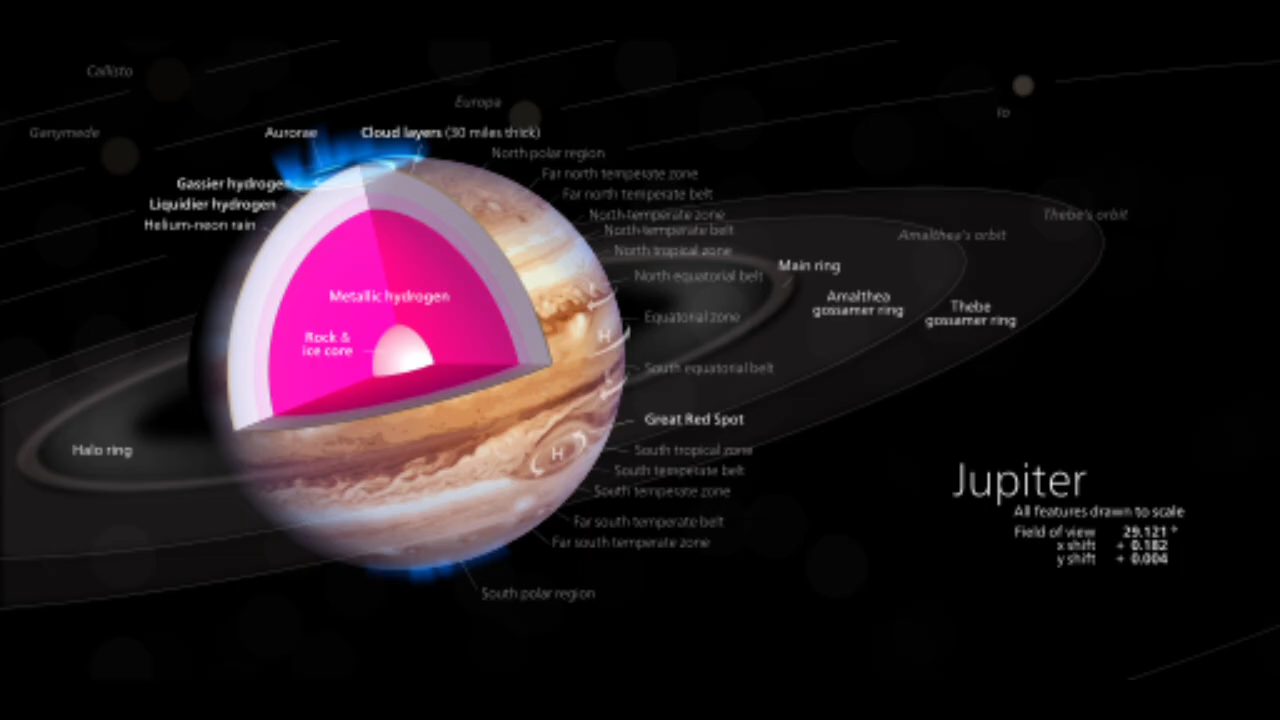 Callisto
Europa
Io
Ganymede
Aurorae
Cloud layers (30 miles thick)
North polar region
Far north temperate zone
Gassier hydrogen
Far north temperate belt
Liquidier hydrogen
North temperate zone
Thebe's orbit
Helium-neon rain
North temperate belt
Amalthea's orbit
North tropical zone
Main ring
North equatorial belt
Metallic hydrogen
Amalthea
gossamer ring
Thebe
gossamer ring
Equatorial zone
H
Rock &
ice core
South equatorial belt
Great Red Spot
Halo ring
H
South tropical zone
South temperate belt
South temperate zone
Jupiter
All features drawn to scale
Far south temperate belt
Field of view 29.121 °
Far south temperate zone
x shift + 0.182
y shift + 0.004
South polar region